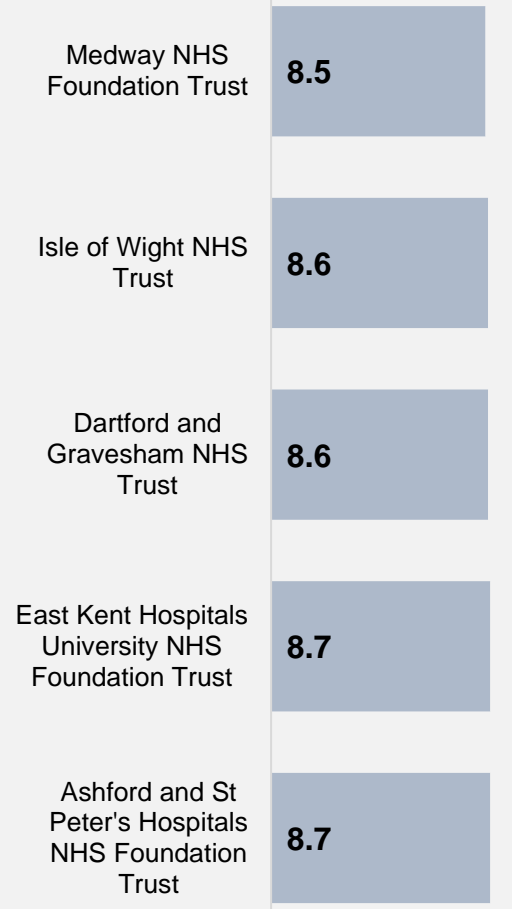 Medway NHS
Foundation Trust
8.5
Isle of Wight NHS
Trust
8.6
Dartford and
Gravesham NHS
Trust
8.6
East Kent Hospitals
University NHS
Foundation Trust
8.7
Ashford and St
Peter's Hospitals
NHS Foundation
Trust
8.7